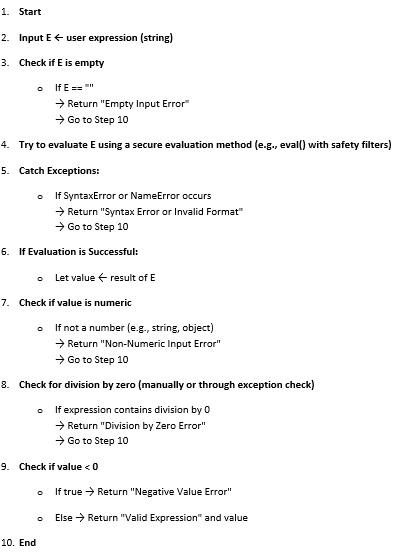 1. Start
2. Input E ← user expression (string)
3. Check if E is empty
o If E == ""
→ Return "Empty Input Error"
→ Go to Step 10
4. Try to evaluate E using a secure evaluation method (e.g., eval() with safety filters)
5. Catch Exceptions:
o If SyntaxError or NameError occurs
→ Return "Syntax Error or Invalid Format"
→ Go to Step 10
6. If Evaluation is Successful:
o Let value ← result of E
7. Check if value is numeric
o If not a number (e.g., string, object)
→ Return "Non-Numeric Input Error"
→ Go to Step 10
8. Check for division by zero (manually or through exception check)
o If expression contains division by 0
→ Return "Division by Zero Error"
→ Go to Step 10
9. Check if value < 0
o If true → Return "Negative Value Error"
o Else → Return "Valid Expression" and value
10. End